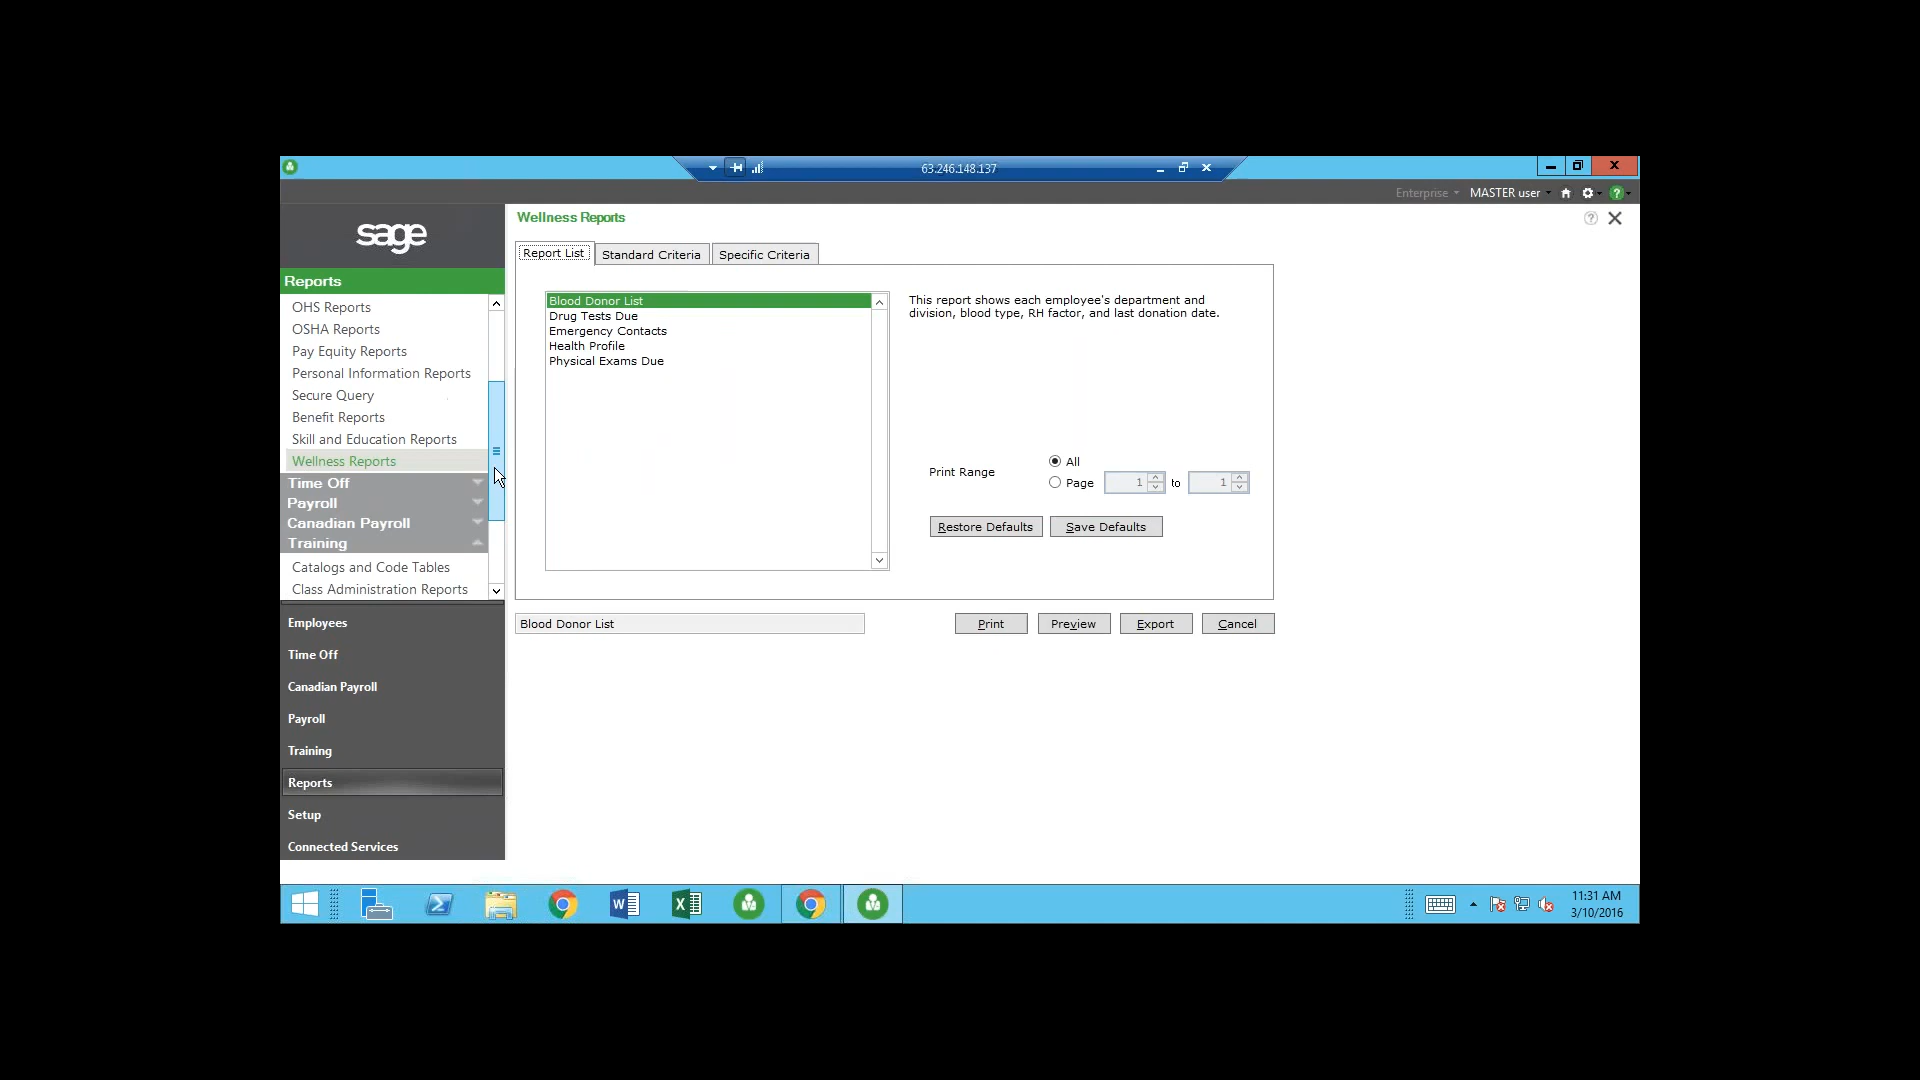 63.246.148.137
Enterprise MASTER user
sage
Wellness Reports
Report List Standard Criteria Specific Criteria
Reports
OHS Reports
OSHA Reports
Pay Equity Reports
Personal Information Reports
Secure Query
Benefit Reports
Skill and Education Reports
Wellness Reports
Time Off
Payroll
Canadian Payroll
Training
Catalogs and Code Tables
Class Administration Reports
Employees
Time Off
Canadian Payroll
Payroll
Training
Reports
Setup
Connected Services
Blood Donor List
Drug Tests Due
Emergency Contacts
Health Profile
Physical Exams Due
This report shows each employee's department and
division, blood type, RH factor, and last donation date.
Print Range
All
Page 1 to 1
Restore Defaults Save Defaults
Blood Donor List
Print Preview Export Cancel
11:31 AM
3/10/2016